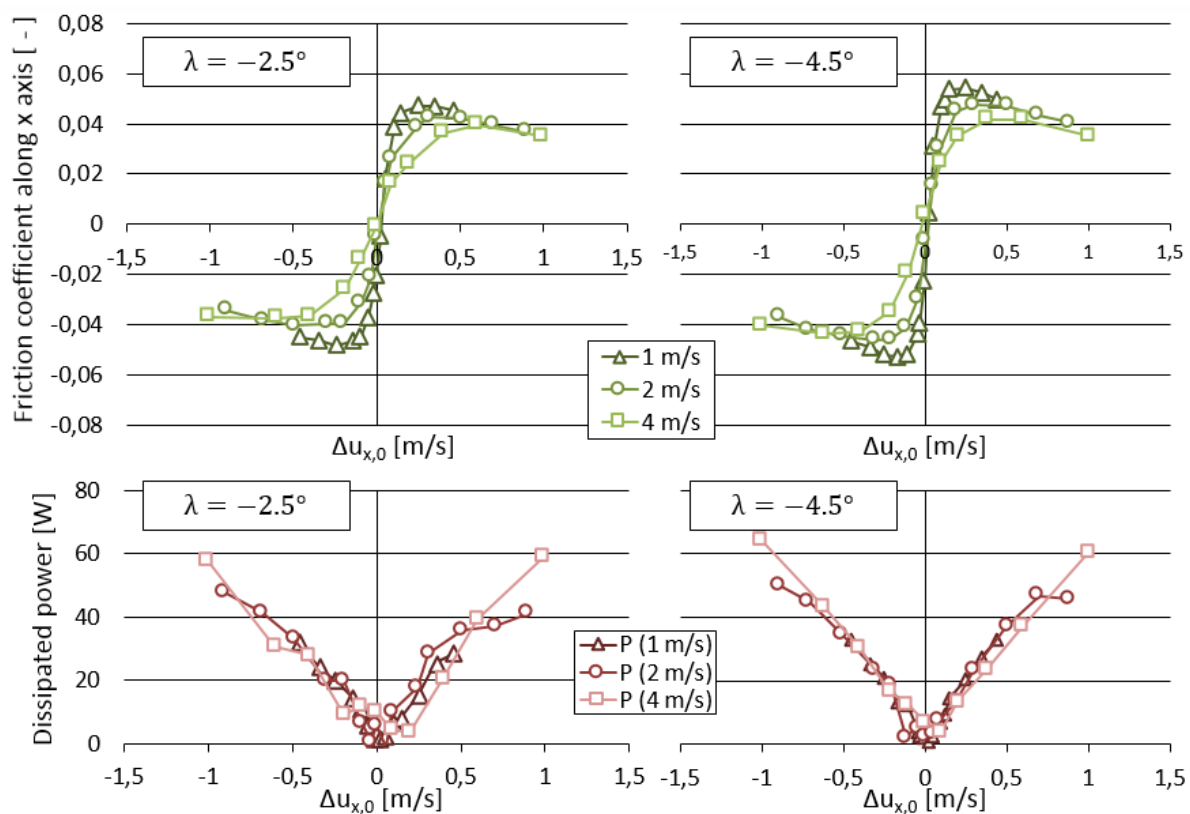 Friction coefficient along x axis [ - ]
0,08
0,06
0,04
0,02
0
-0,02
-0,04
-0,06
-0,08
λ = −2.5°
-1,5 -1 -0,5 0 0,5 1 1,5
Δux,0 [m/s]
λ = −4.5°
-1,5 -1 -0,5 0 0,5 1 1,5
Δux,0 [m/s]
1 m/s
2 m/s
4 m/s
Dissipated power [W]
80
60
40
20
0
λ = −2.5°
-1,5 -1 -0,5 0 0,5 1 1,5
Δux,0 [m/s]
λ = −4.5°
-1,5 -1 -0,5 0 0,5 1 1,5
Δux,0 [m/s]
P (1 m/s)
P (2 m/s)
P (4 m/s)